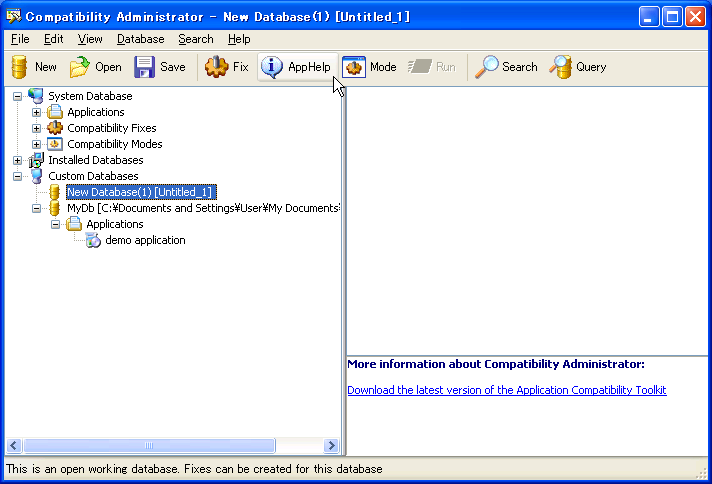 Compatibility Administrator - New Database(1) [Untitled_1]
File Edit View Database Search Help
New Open Save Fix AppHelp Mode Run Search Query
System Database
Applications
Compatibility Fixes
Compatibility Modes
Installed Databases
Custom Databases
New Database(1) [Untitled_1]
MyDb [C:¥Documents and Settings¥User¥My Documents¥
Applications
demo application
More information about Compatibility Administrator:
Download the latest version of the Application Compatibility Toolkit
This is an open working database. Fixes can be created for this database